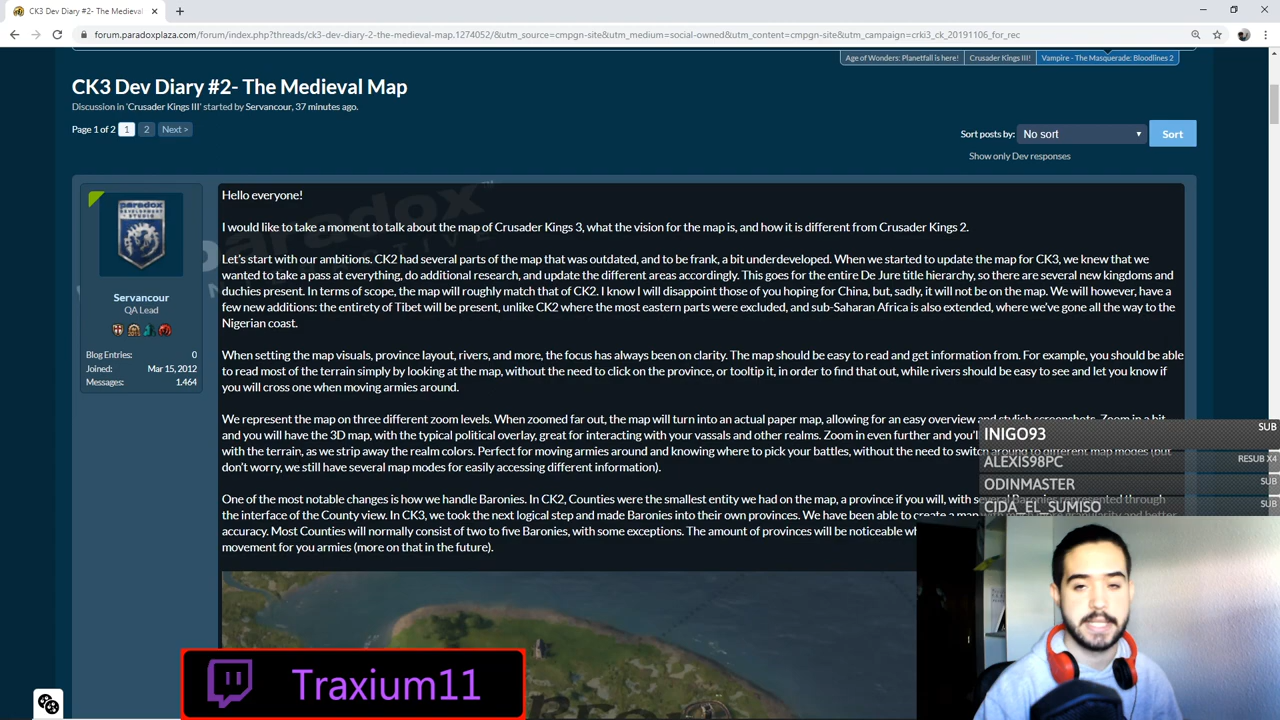 CK3 Dev Diary #2- The Medieval
forum.paradoxplaza.com/forum/index.php?threads/ck3-dev-diary-2-the-medieval-map.1274052/&utm_source=cmpgn-site&utm_medium=social-owned&utm_content=cmpgn-site&utm_campaign=crki3_ck_20191106_for_rec
Age of Wonders: Planetfall is here!
Crusader Kings III!
Vampire - The Masquerade: Bloodlines 2
CK3 Dev Diary #2- The Medieval Map
Discussion in 'Crusader Kings III' started by Servancour, 37 minutes ago.
Page 1 of 2 1 2 Next >
Sort posts by: No sort Sort
Show only Dev responses
Servancour
QA Lead
Blog Entries: 0
Joined: Mar 15, 2012
Messages: 1.464
Hello everyone!
I would like to take a moment to talk about the map of Crusader Kings 3, what the vision for the map is, and how it is different from Crusader Kings 2.
Let's start with our ambitions. CK2 had several parts of the map that was outdated, and to be frank, a bit underdeveloped. When we started to update the map for CK3, we knew that we
wanted to take a pass at everything, do additional research, and update the different areas accordingly. This goes for the entire De Jure title hierarchy, so there are several new kingdoms and
duchies present. In terms of scope, the map will roughly match that of CK2. I know I will disappoint those of you hoping for China, but, sadly, it will not be on the map. We will however, have a
few new additions: the entirety of Tibet will be present, unlike CK2 where the most eastern parts were excluded, and sub-Saharan Africa is also extended, where we've gone all the way to the
Nigerian coast.
When setting the map visuals, province layout, rivers, and more, the focus has always been on clarity. The map should be easy to read and get information from. For example, you should be able
to read most of the terrain simply by looking at the map, without the need to click on the province, or tooltip it, in order to find that out, while rivers should be easy to see and let you know if
you will cross one when moving armies around.
We represent the map on three different zoom levels. When zoomed far out, the map will turn into an actual paper map, allowing for an easy overview and stylish screenshots. Zoom in a bit
and you will have the 3D map, with the typical political overlay, great for interacting with your vassals and other realms. Zoom in even further and you'll
with the terrain, as we strip away the realm colors. Perfect for moving armies around and knowing where to pick your battles, without the need to switch around to different map modes (but
don't worry, we still have several map modes for easily accessing different information).
One of the most notable changes is how we handle Baronies. In CK2, Counties were the smallest entity we had on the map, a province if you will, with several Baronies represented through
the interface of the County view. In CK3, we took the next logical step and made Baronies into their own provinces. We have been able to create a map with much more granularity and better
accuracy. Most Counties will normally consist of two to five Baronies, with some exceptions. The amount of provinces will be noticeable
movement for you armies (more on that in the future).
INIGO93 SUB
ALEXIS98PC RESUB X4
ODINMASTER SUB
CIDA_EL_SUMISO SUB
Traxium11